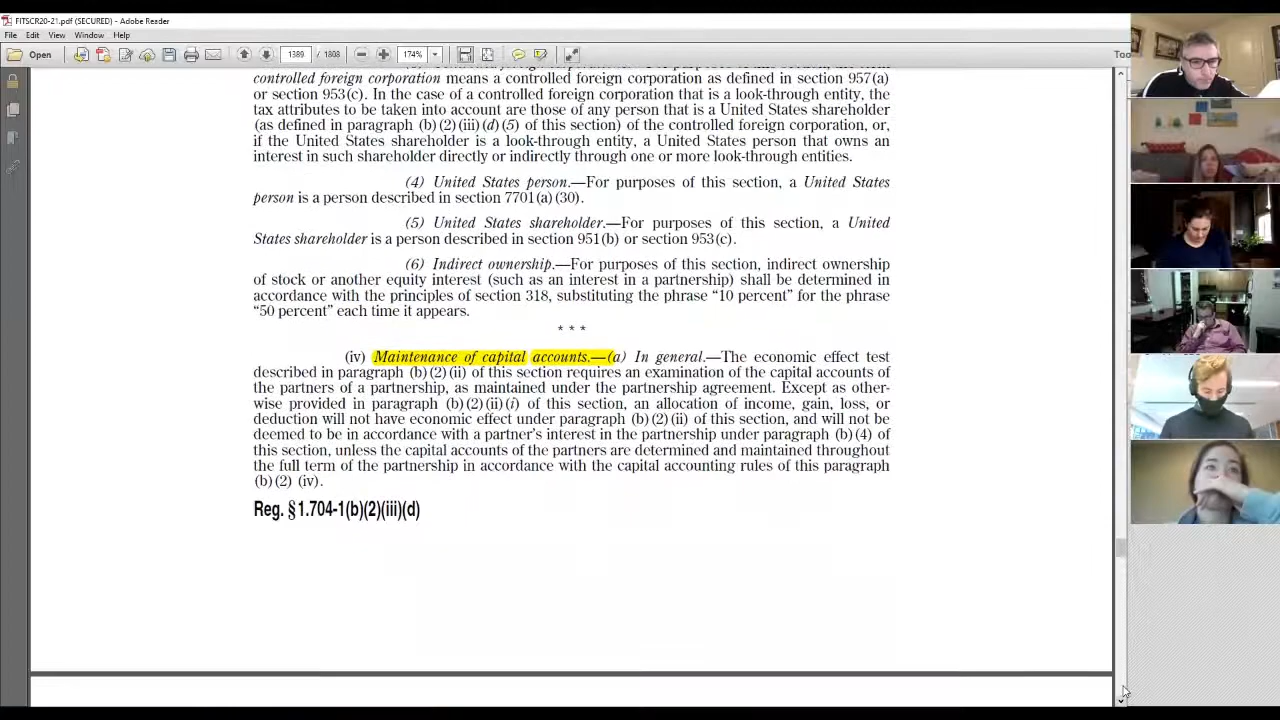 FITSCR20-21.pdf (SECURED) - Adobe Reader
File Edit View Window Help
Open 1389 / 1808 174% Too
controlled foreign corporation means a controlled foreign corporation as defined in section 957(a)
or section 953(c). In the case of a controlled foreign corporation that is a look-through entity, the
tax attributes to be taken into account are those of any person that is a United States shareholder
(as defined in paragraph (b)(2)(iii)(d)(5) of this section) of the controlled foreign corporation, or,
if the United States shareholder is a look-through entity, a United States person that owns an
interest in such shareholder directly or indirectly through one or more look-through entities.
(4) United States person.—For purposes of this section, a United States
person is a person described in section 7701(a)(30).
(5) United States shareholder.—For purposes of this section, a United
States shareholder is a person described in section 951(b) or section 953(c).
(6) Indirect ownership.—For purposes of this section, indirect ownership
of stock or another equity interest (such as an interest in a partnership) shall be determined in
accordance with the principles of section 318, substituting the phrase “10 percent” for the phrase
“50 percent” each time it appears.
* * *
(iv) Maintenance of capital accounts.—(a) In general.—The economic effect test
described in paragraph (b)(2)(ii) of this section requires an examination of the capital accounts of
the partners of a partnership, as maintained under the partnership agreement. Except as other-
wise provided in paragraph (b)(2)(ii)(i) of this section, an allocation of income, gain, loss, or
deduction will not have economic effect under paragraph (b)(2)(ii) of this section, and will not be
deemed to be in accordance with a partner’s interest in the partnership under paragraph (b)(4) of
this section, unless the capital accounts of the partners are determined and maintained throughout
the full term of the partnership in accordance with the capital accounting rules of this paragraph
(b)(2) (iv).
Reg. §1.704-1(b)(2)(iii)(d)